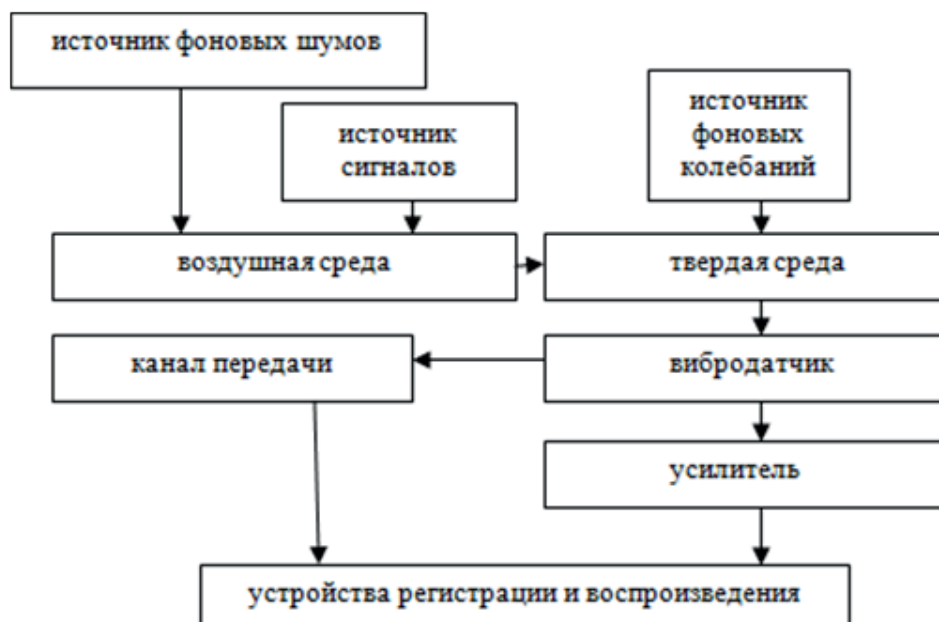 источник фоновых шумов
источник
сигналов
источник
фоновых
колебаний
воздушная среда
твердая среда
канал передачи
вибродатчик
усилитель
устройства регистрации и воспроизведения